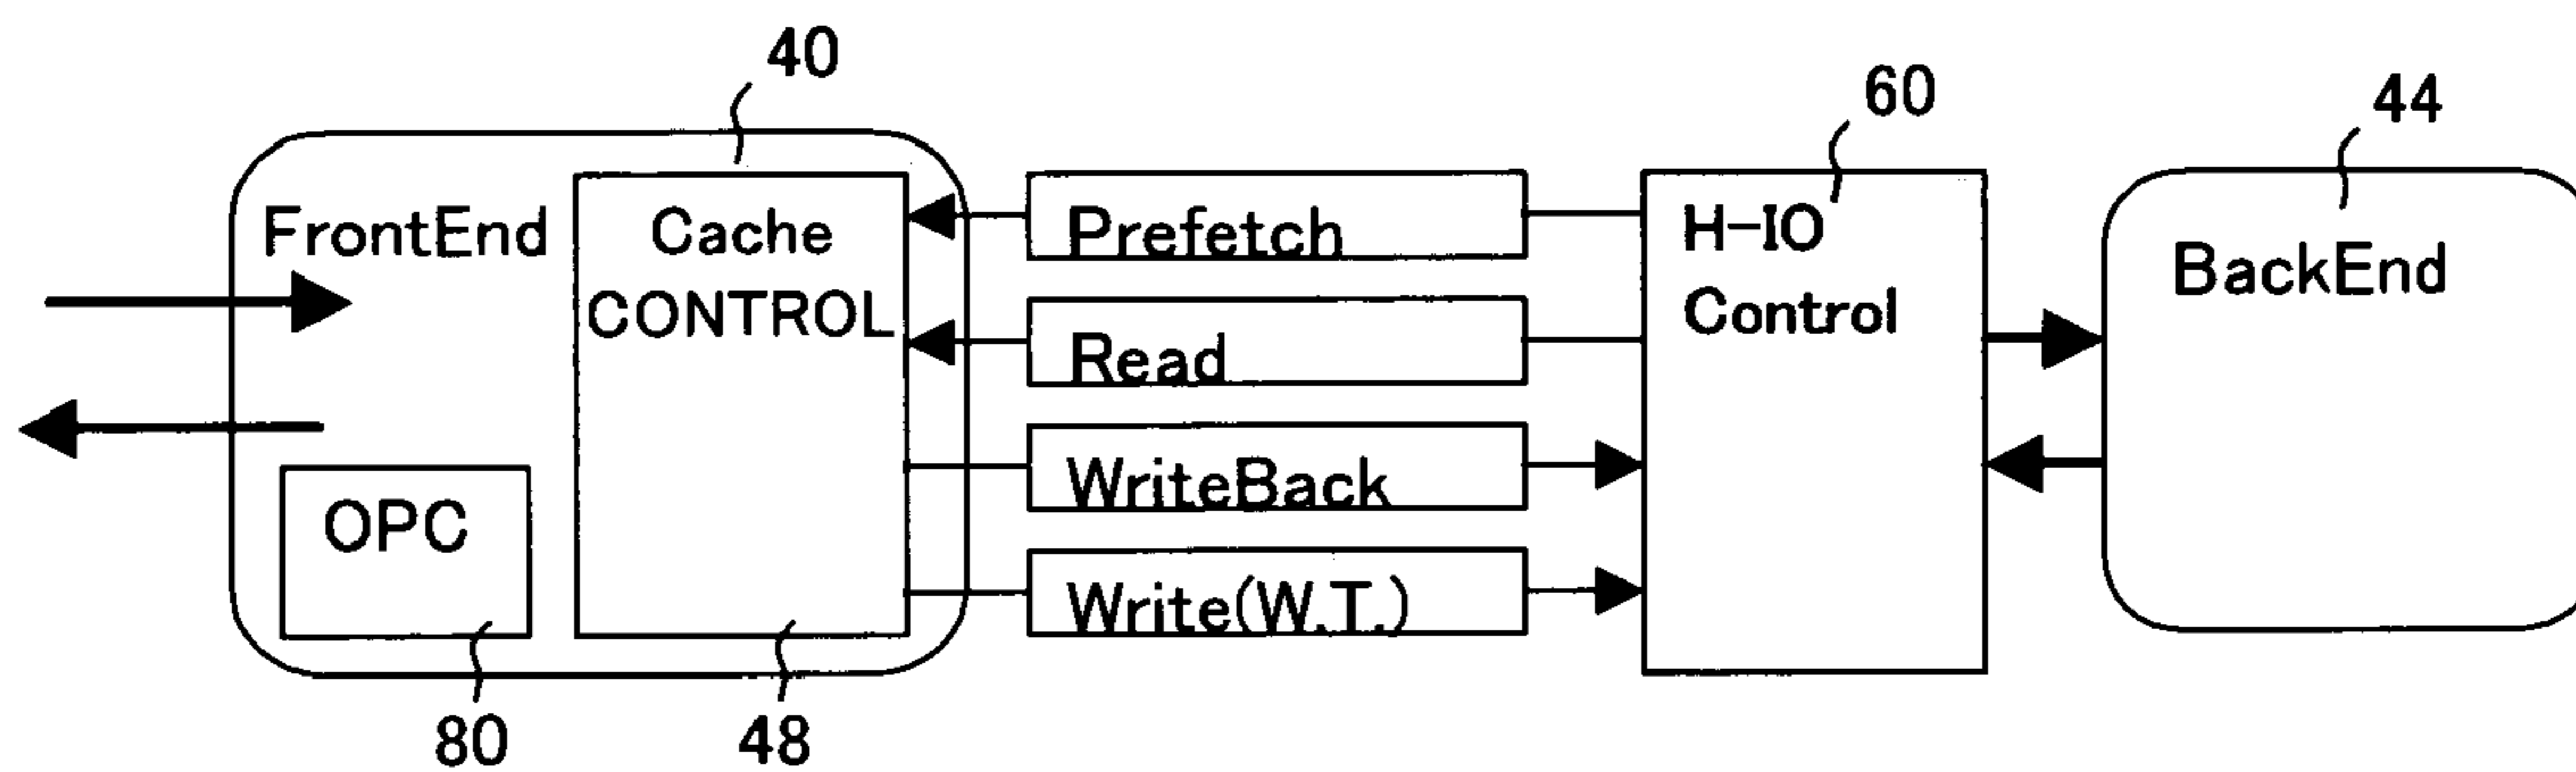 40
60
44
FrontEnd
Cache
CONTROL
Prefetch
H-IO
Control
BackEnd
Read
OPC
WriteBack
Write(W.T.)
80
48